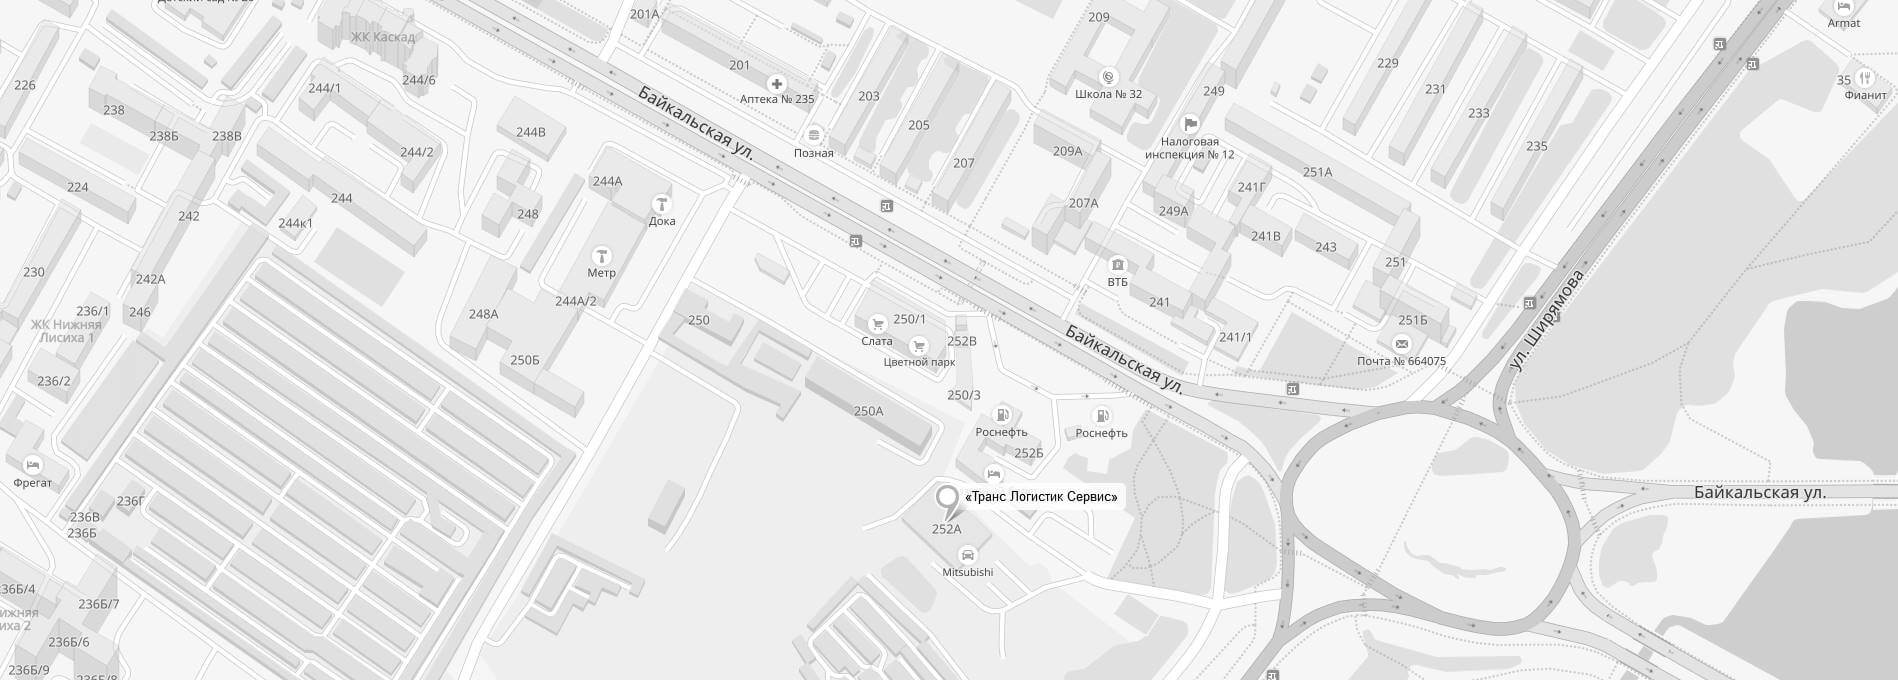 209
Armat
201А
ЖК Каскад
226
244/6
201
229
35
Фианит
244/1
Аптека № 235
203
Школа № 32
249
231
238
238Б
238В
244В
Байкальская ул.
205
233
244/2
Позная
207
209А
Налоговая
инспекция № 12
235
224
244
244А
251А
241Г
242
248
Дока
207А
249А
244к1
241В
243
230
242А
Метр
ВТБ
251
236/1
246
244А/2
241
ул. Ширямова
ЖК Нижняя
Лисиха 1
248А
250
250/1
Слата
252В
Байкальская ул.
241/1
251Б
250Б
Цветной парк
Почта № 664075
236/2
250/3
250А
Роснефть
Роснефть
252Б
Фрегат
236Г
«Транс Логистик Сервис»
Байкальская ул.
236В
236Б
252А
Mitsubishi
236Б/4
236Б/7
236Б/6
236Б/9
236Б/8